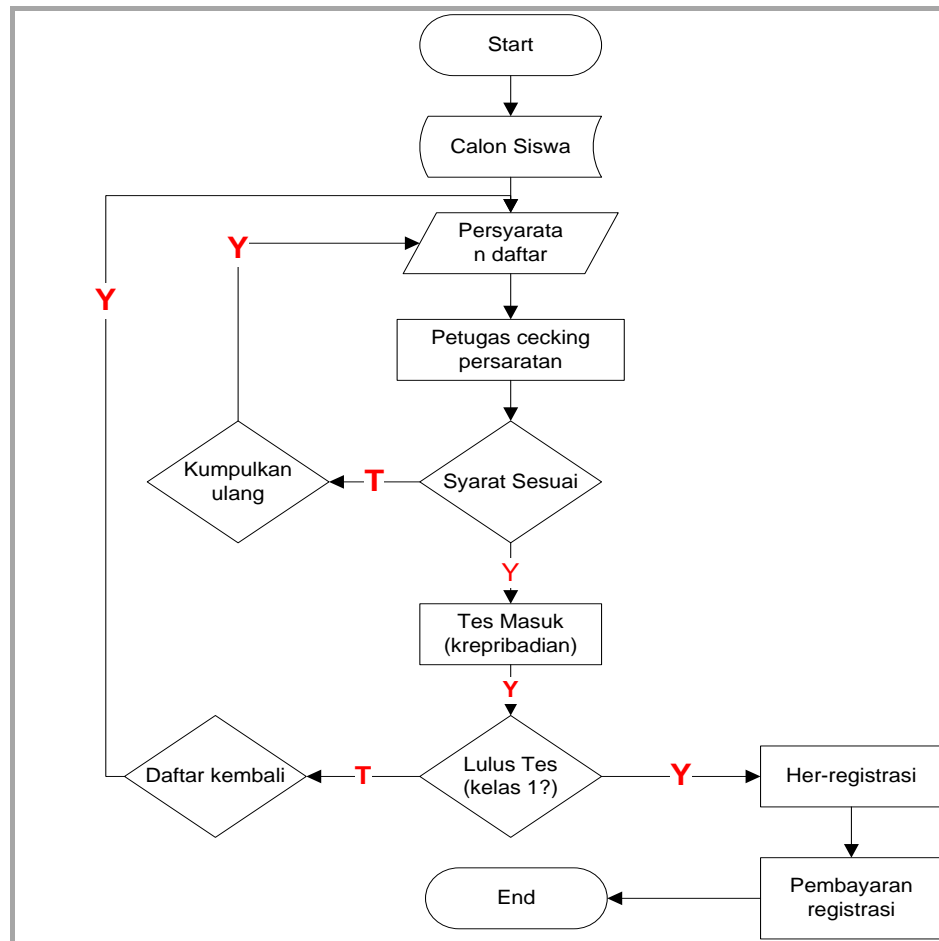 Start
Calon Siswa
Persyarata
n daftar
Y
Y
Petugas cecking
persaratan
Kumpulkan
ulang
T
Syarat Sesuai
Y
Tes Masuk
(krepribadian)
Y
Daftar kembali
T
Lulus Tes
(kelas 1?)
Y
Her-registrasi
End
Pembayaran
registrasi